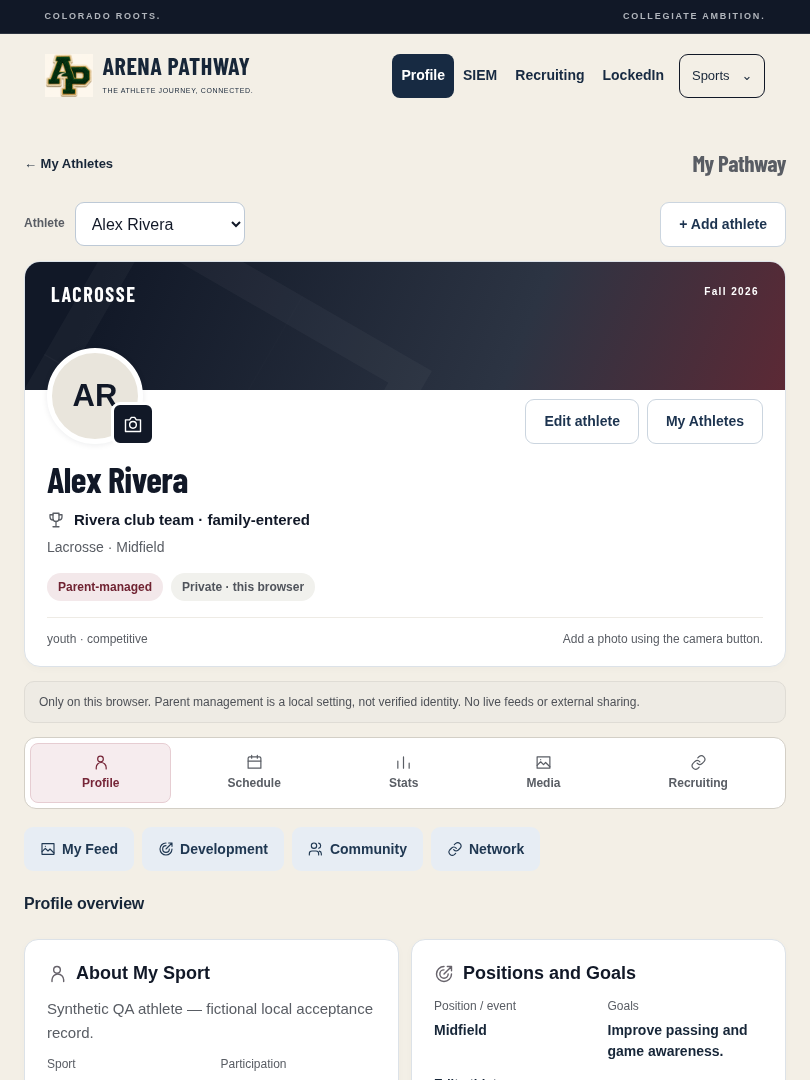 COLORADO ROOTS.
COLLEGIATE AMBITION.
AP
ARENA PATHWAY
THE ATHLETE JOURNEY, CONNECTED.
Profile
SIEM
Recruiting
LockedIn
Sports
← My Athletes
My Pathway
Athlete
Alex Rivera
+ Add athlete
LACROSSE
Fall 2026
AR
Edit athlete
My Athletes
Alex Rivera
Rivera club team · family-entered
Lacrosse · Midfield
Parent-managed
Private · this browser
youth · competitive
Add a photo using the camera button.
Only on this browser. Parent management is a local setting, not verified identity. No live feeds or external sharing.
Profile
Schedule
Stats
Media
Recruiting
My Feed
Development
Community
Network
Profile overview
About My Sport
Synthetic QA athlete — fictional local acceptance
record.
Sport
Participation
Positions and Goals
Position / event
Goals
Midfield
Improve passing and
game awareness.